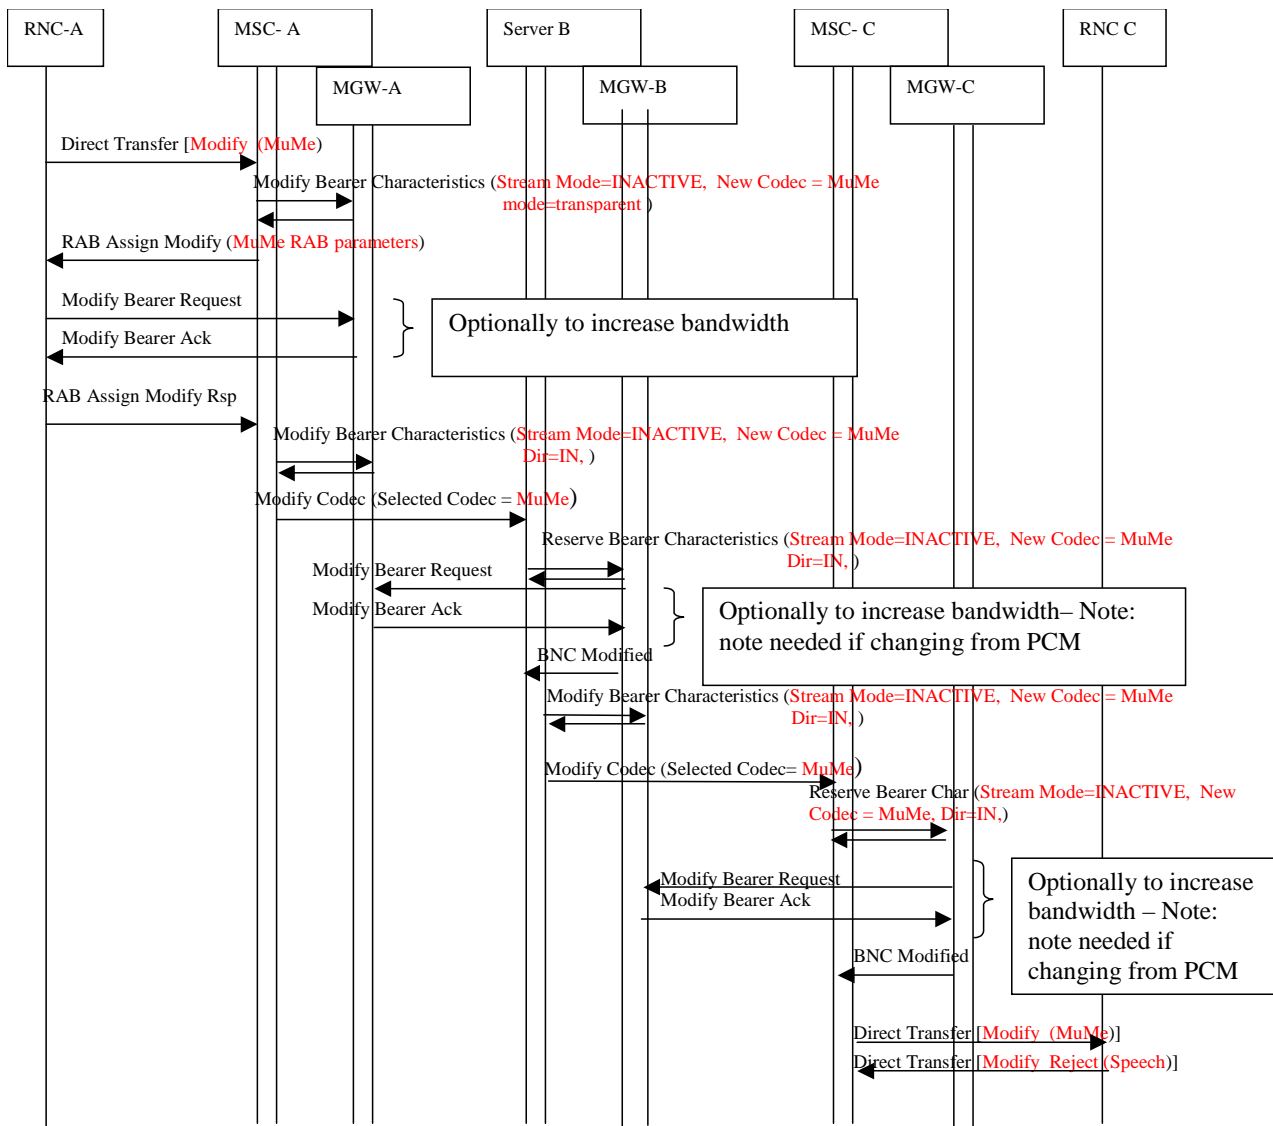 RNC-A
MSC- A
Server B
MSC- C
RNC C
MGW-A
MGW-B
MGW-C
Direct Transfer [Modify  (MuMe)
Modify Bearer Characteristics (Stream Mode=INACTIVE,  New Codec = MuMe
mode=transparent )
RAB Assign Modify (MuMe RAB parameters)
Modify Bearer Request
Optionally to increase bandwidth
Modify Bearer Ack
RAB Assign Modify Rsp
Modify Bearer Characteristics (Stream Mode=INACTIVE,  New Codec = MuMe
Dir=IN, )
Modify Codec (Selected Codec = MuMe)
Reserve Bearer Characteristics (Stream Mode=INACTIVE,  New Codec = MuMe
Dir=IN, )
Modify Bearer Request
Modify Bearer Ack
Optionally to increase bandwidth– Note:
note needed if changing from PCM
BNC Modified
Modify Bearer Characteristics (Stream Mode=INACTIVE,  New Codec = MuMe
Dir=IN, )
Modify Codec (Selected Codec= MuMe)
Reserve Bearer Char (Stream Mode=INACTIVE,  New
Codec = MuMe, Dir=IN,)
Modify Bearer Request
Modify Bearer Ack
Optionally to increase
bandwidth – Note:
note needed if
changing from PCM
BNC Modified
Direct Transfer [Modify  (MuMe)]
Direct Transfer [Modify  Reject (Speech)]